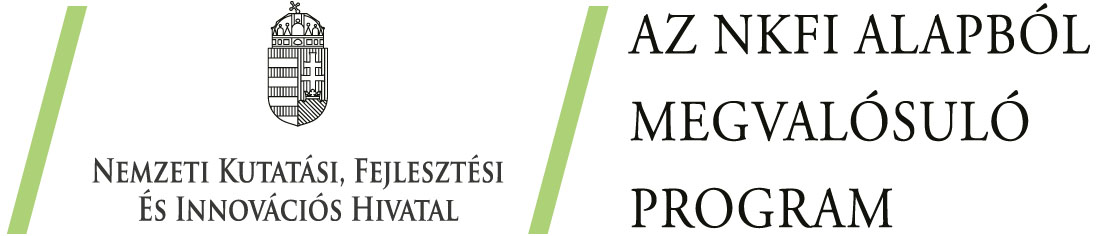 NEMZETI KUTATÁSI, FEJLESZTÉSI
ÉS INNOVÁCIÓS HIVATAL
AZ NKFI ALAPBÓL
MEGVALÓSULÓ
PROGRAM